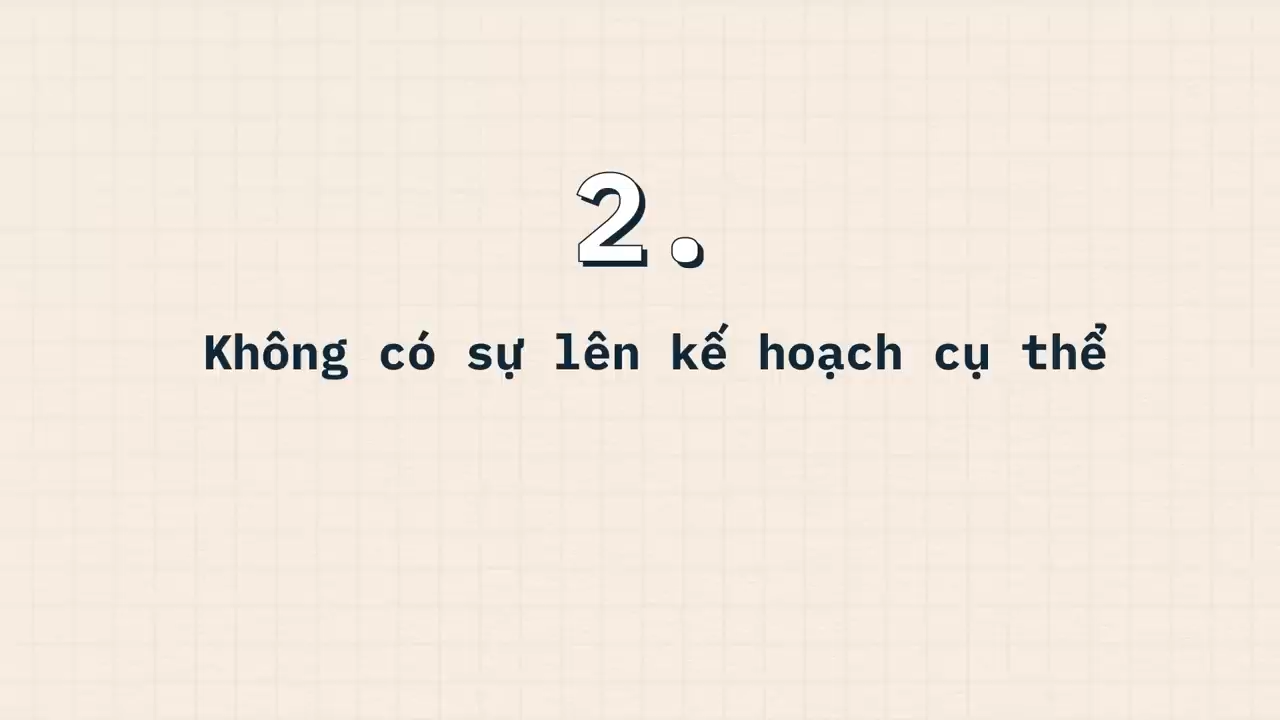 2.
Không có sự lên kế hoạch cụ thể